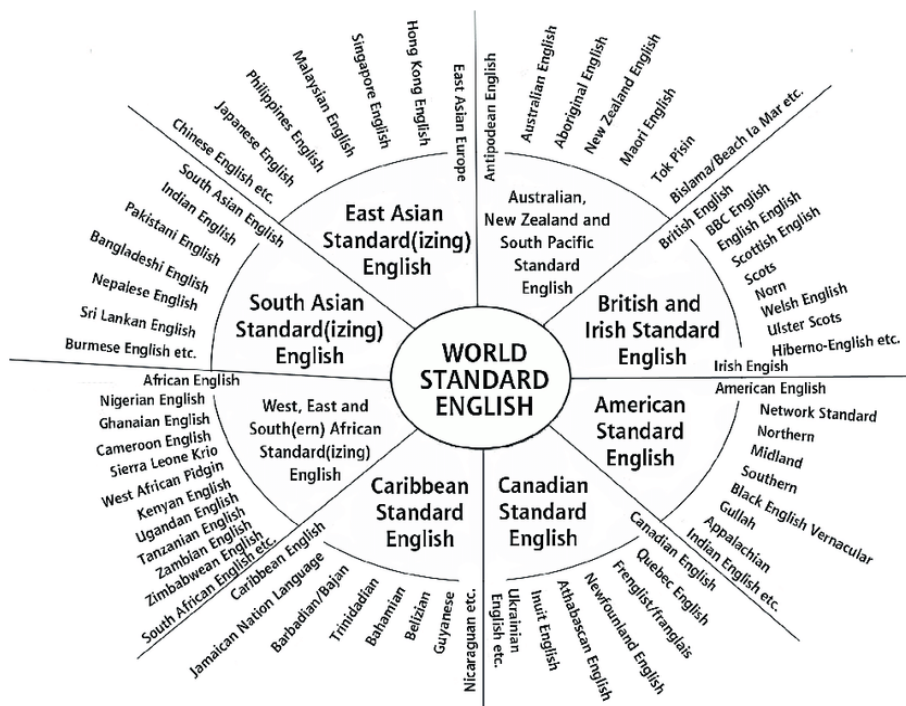 WORLD
STANDARD
ENGLISH
East Asian
Standard(izing)
English
Chinese English etc.
Japanese English
Philippines English
Malaysian English
Singapore English
Hong Kong English
East Asian Europe
Australian,
New Zealand and
South Pacific
Standard
English
Antipodean English
Australian English
Aboriginal English
New Zealand English
Maori English
Tok Pisin
Bislama/Beach la Mar etc.
British and
Irish Standard
English
British English
BBC English
English English
Scottish English
Scots
Norn
Welsh English
Ulster Scots
Hiberno-English etc.
Irish Engish
American
Standard
English
American English
Network Standard
Northern
Midland
Southern
Black English Vernacular
Gullah
Appalachian
Indian English etc.
Canadian
Standard
English
Canadian English
Quebec English
Frenglist/franglais
Newfounland English
Athabascan English
Inuit English
Ukrainian
English etc.
Caribbean
Standard
English
Caribbean English
Jamaican Nation Language
Barbadian/Bajan
Trinidadian
Bahamian
Belizian
Guyanese
Nicaraguan etc.
West, East and
South(ern) African
Standard(izing)
English
African English
Nigerian English
Ghanaian English
Cameroon English
Sierra Leone Krio
West African Pidgin
Kenyan English
Ugandan English
Tanzanian English
Zambian English
Zimbabwean English
South African English etc.
South Asian
Standard(izing)
English
South Asian English
Indian English
Pakistani English
Bangladeshi English
Nepalese English
Sri Lankan English
Burmese English etc.